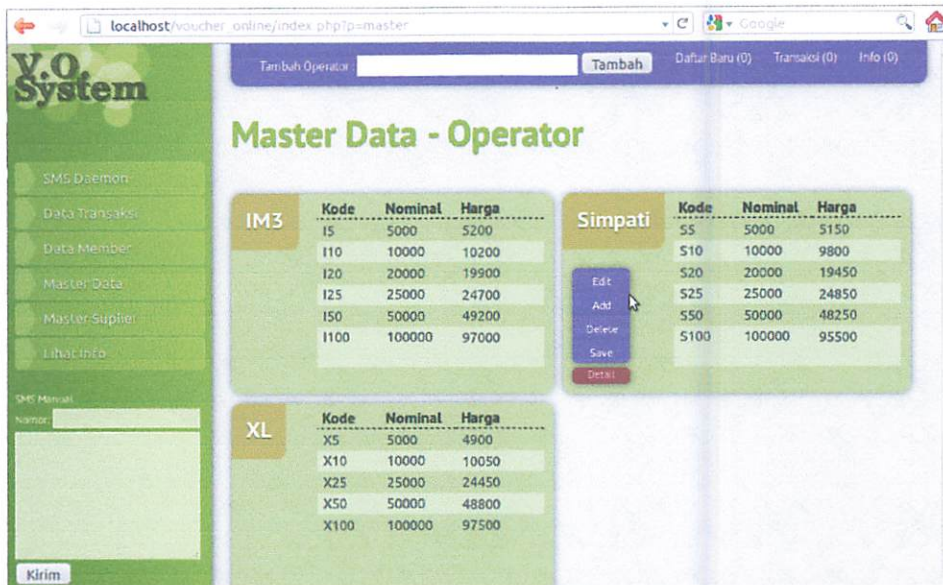 localhost/voucher_online/index.php?p=master
Google
V.O.
System
Tambah Operator
Tambah
Daftar Baru (0)
Transaksi (0)
Info (0)
Master Data - Operator
SMS Daemon
Data Transaksi
Data Member
Master Data
Master Suplier
Lihat Info
SMS Manual
Nomor:
Kirim
IM3
Kode Nominal Harga
I5 5000 5200
I10 10000 10200
I20 20000 19900
I25 25000 24700
I50 50000 49200
I100 100000 97000
Simpati
Kode Nominal Harga
S5 5000 5150
S10 10000 9800
S20 20000 19450
S25 25000 24850
S50 50000 48250
S100 100000 95500
Edit
Add
Delete
Save
Detail
XL
Kode Nominal Harga
X5 5000 4900
X10 10000 10050
X25 25000 24450
X50 50000 48800
X100 100000 97500